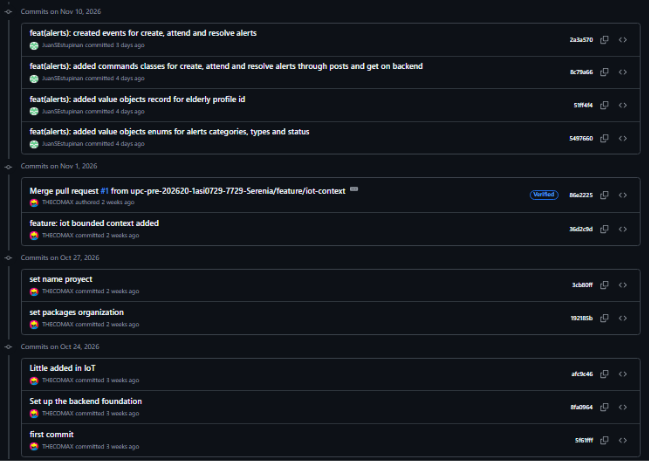 Commits on Nov 10, 2026
feat(alerts): created events for create, attend and resolve alerts
2a3a570
JuanSEstupinan committed 3 days ago
feat(alerts): added commands classes for create, attend and resolve alerts through posts and get on backend
8c79a66
JuanSEstupinan committed 4 days ago
feat(alerts): added value objects record for elderly profile id
51ff4f4
JuanSEstupinan committed 4 days ago
feat(alerts): added value objects enums for alerts categories, types and status
5497660
JuanSEstupinan committed 4 days ago
Commits on Nov 1, 2026
Merge pull request #1 from upc-pre-202620-1asi0729-7729-Serenia/feature/iot-context
Verified
86e2225
THECOMAX authored 2 weeks ago
feature: iot bounded context added
36d2c9d
THECOMAX committed 2 weeks ago
Commits on Oct 27, 2026
set name proyect
3cb80ff
THECOMAX committed 2 weeks ago
set packages organization
192185b
THECOMAX committed 2 weeks ago
Commits on Oct 24, 2026
Little added in IoT
afc9c46
THECOMAX committed 3 weeks ago
Set up the backend foundation
8fa0964
THECOMAX committed 3 weeks ago
first commit
THECOMAX committed 3 weeks ago